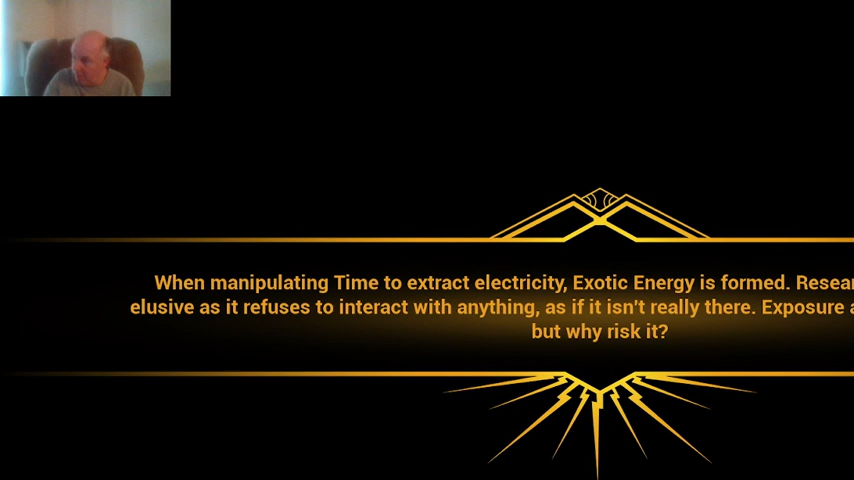 When manipulating Time to extract electricity, Exotic Energy is formed.
elusive as it refuses to interact with anything, as if it isn't really there. Exposure
but why risk it?